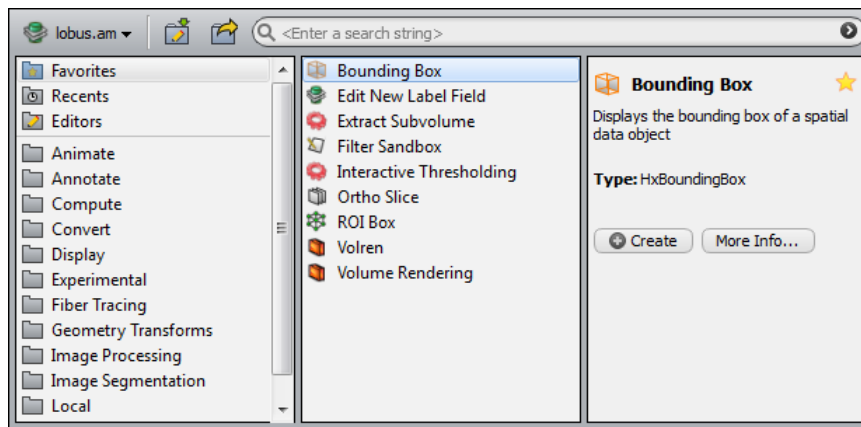 lobus.am
<Enter a search string>
Favorites
Recents
Editors
Animate
Annotate
Compute
Convert
Display
Experimental
Fiber Tracing
Geometry Transforms
Image Processing
Image Segmentation
Local
Bounding Box
Edit New Label Field
Extract Subvolume
Filter Sandbox
Interactive Thresholding
Ortho Slice
ROI Box
Volren
Volume Rendering
Bounding Box
Displays the bounding box of a spatial
data object
Type: HxBoundingBox
Create
More Info...